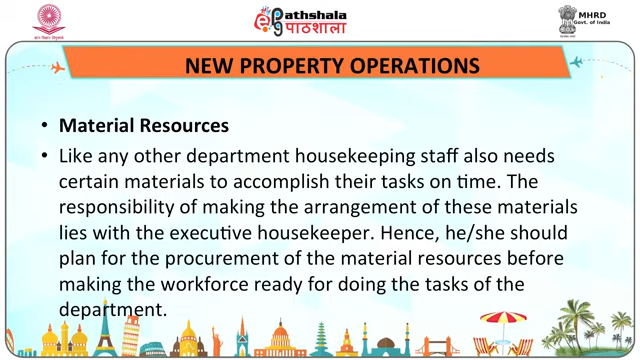 ePathshala
पाठशाला
MHRD
Govt. of India
NEW PROPERTY OPERATIONS
• Material Resources
• Like any other department housekeeping staff also needs
certain materials to accomplish their tasks on time. The
responsibility of making the arrangement of these materials
lies with the executive housekeeper. Hence, he/she should
plan for the procurement of the material resources before
making the workforce ready for doing the tasks of the
department.